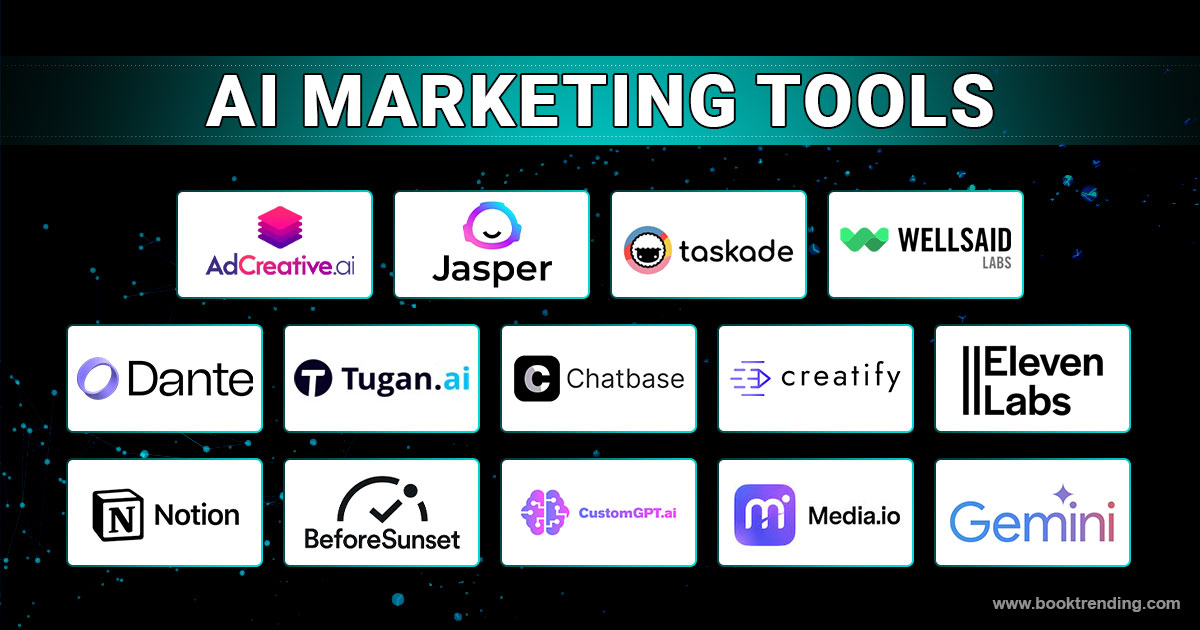 AI MARKETING TOOLS
AdCreative.ai
Jasper
taskade
WELLSAID
LABS
Dante
T
Tugan.ai
C
Chatbase
creatify
||Eleven
Labs
N
Notion
BeforeSunset
CustomGPT.ai
m
Media.io
Gemini
www.booktrending.com